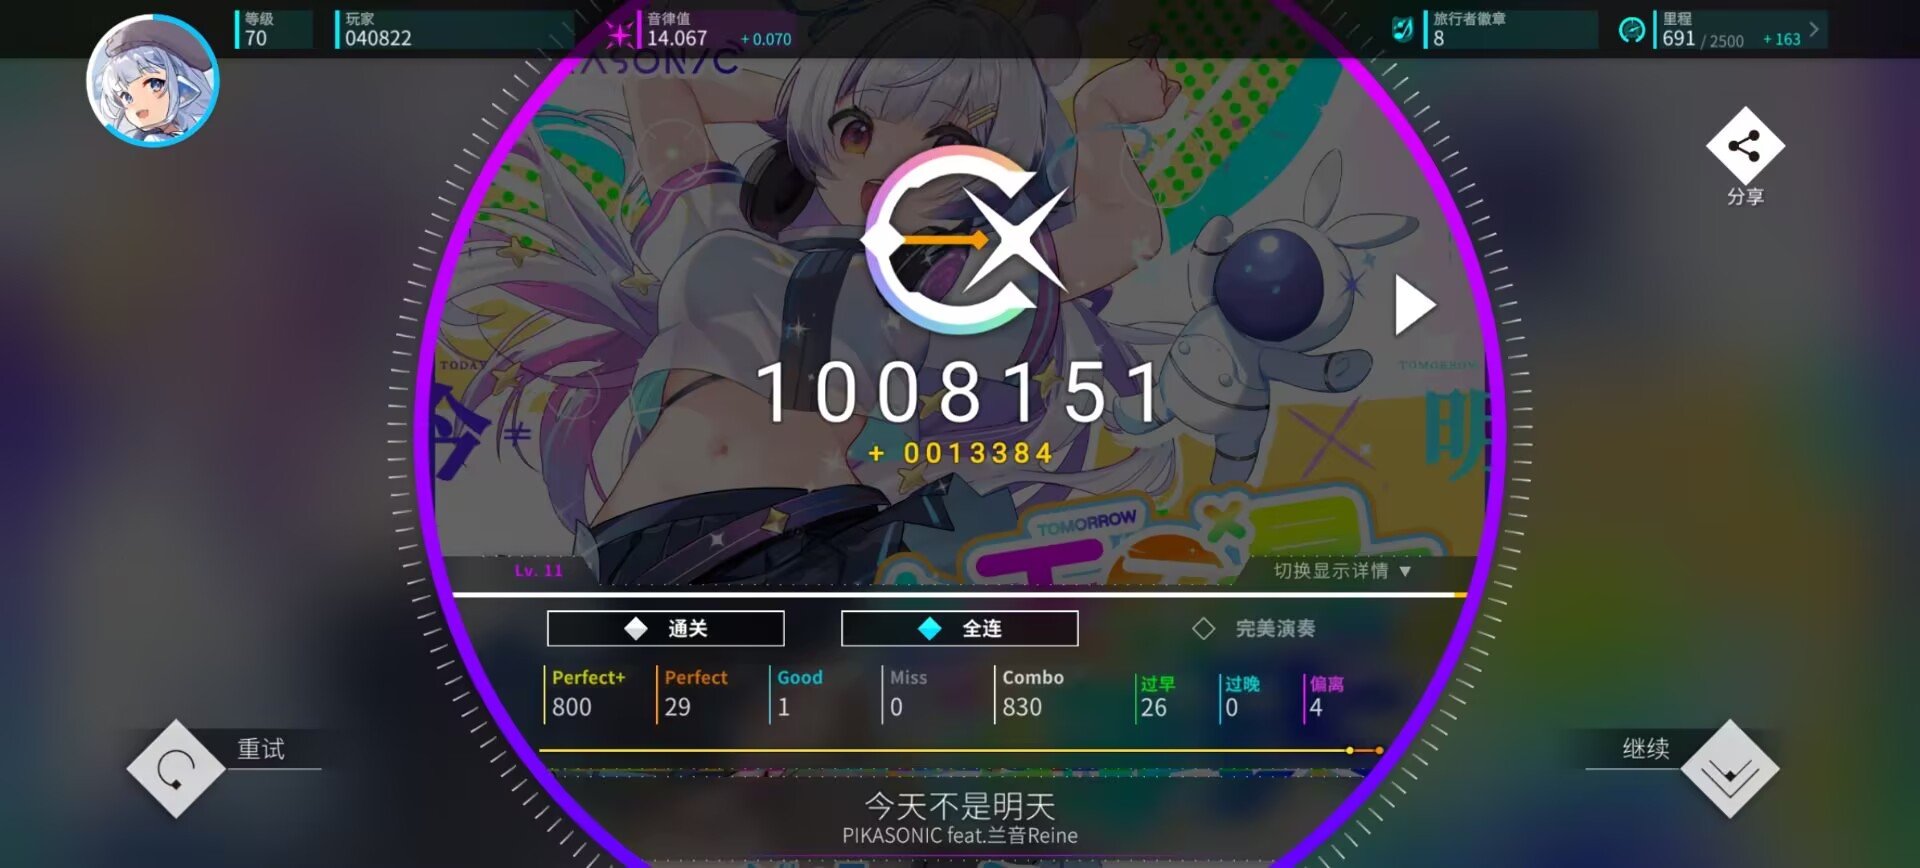 等级
70
玩家
040822
音律值
14.067 +0.070
旅行者徽章
8
里程
691 / 2500 +163
分享
1008151
+ 0013384
TODAY
今 ≠
TOMORROW
明
TOMORROW
Lv. 11
切换显示详情 ▼
通关
全连
完美演奏
Perfect+
800
Perfect
29
Good
1
Miss
0
Combo
830
过早
26
过晚
0
偏离
4
重试
继续
今天不是明天
PIKASONIC feat.兰音Reine